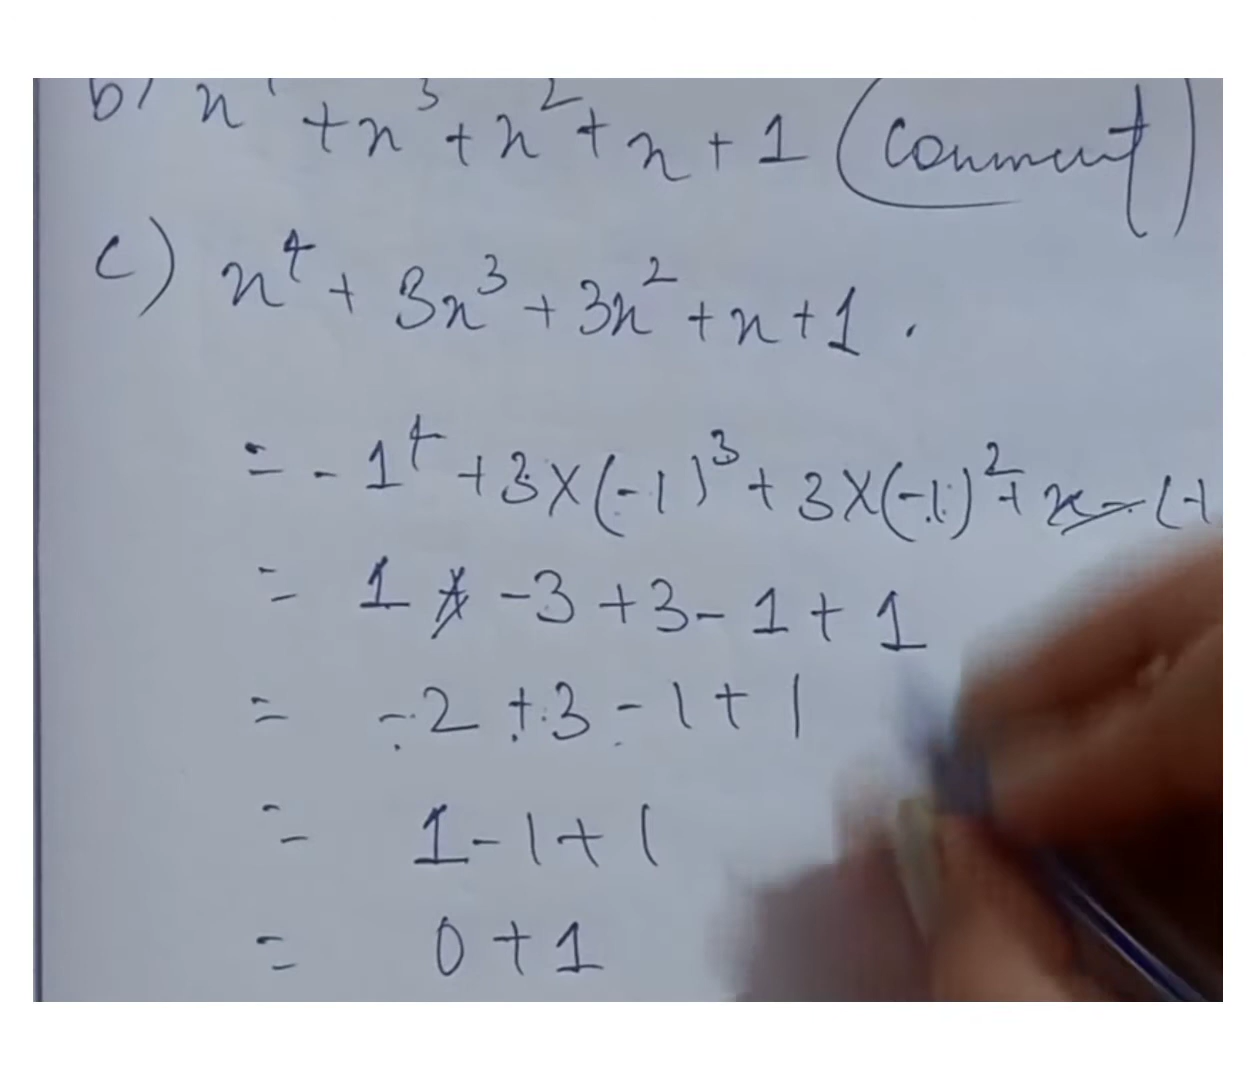 b) x⁴ + x³ + x² + x + 1 (Comment)
c) x⁴ + 3x³ + 3x² + x + 1 .
= - 1⁴ + 3 × (-1)³ + 3 × (-1)² + (-1
= 1 - 3 + 3 - 1 + 1
= - 2 + 3 - 1 + 1
= 1 - 1 + 1
= 0 + 1